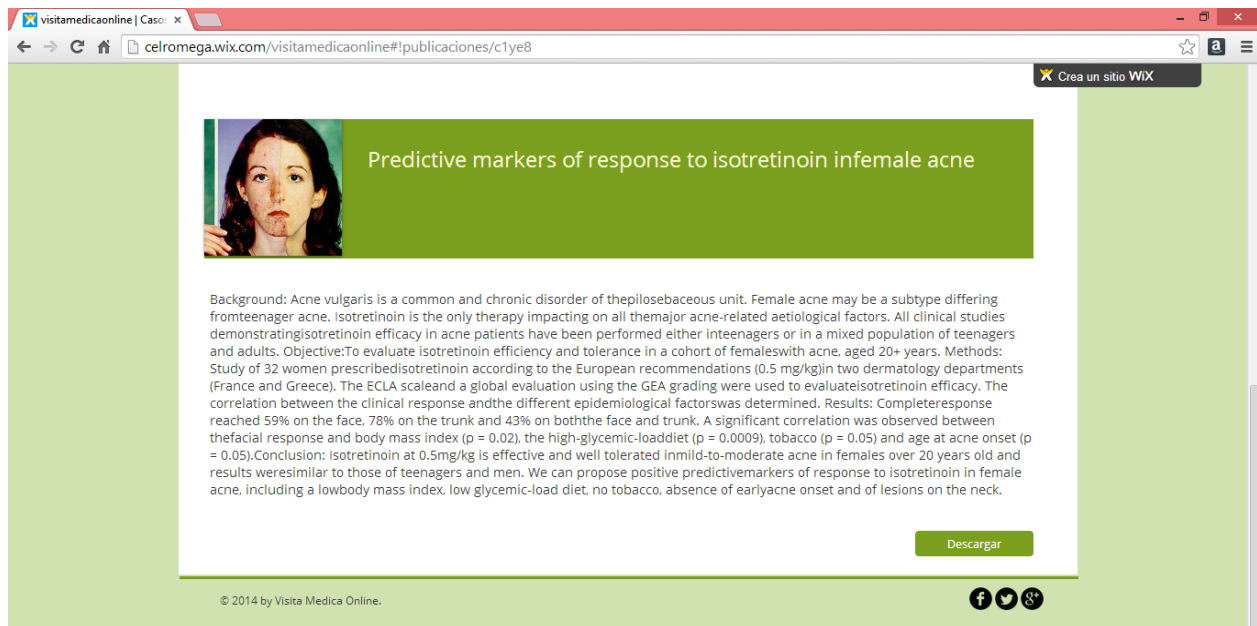 visitamedicaonline | Caso:
celromega.wix.com/visitamedicaonline#!publicaciones/c1ye8
Crea un sitio WiX
Predictive markers of response to isotretinoin infemale acne
Background: Acne vulgaris is a common and chronic disorder of thepilosebaceous unit. Female acne may be a subtype differing
fromteenager acne. Isotretinoin is the only therapy impacting on all themajor acne-related aetiological factors. All clinical studies
demonstratingisotretinoin efficacy in acne patients have been performed either inteenagers or in a mixed population of teenagers
and adults. Objective:To evaluate isotretinoin efficiency and tolerance in a cohort of femaleswith acne, aged 20+ years. Methods:
Study of 32 women prescribedisotretinoin according to the European recommendations (0.5 mg/kg)in two dermatology departments
(France and Greece). The ECLA scaleand a global evaluation using the GEA grading were used to evaluateisotretinoin efficacy. The
correlation between the clinical response andthe different epidemiological factorswas determined. Results: Completeresponse
reached 59% on the face, 78% on the trunk and 43% on boththe face and trunk. A significant correlation was observed between
thefacial response and body mass index (p = 0.02), the high-glycemic-loaddiet (p = 0.0009), tobacco (p = 0.05) and age at acne onset (p
= 0.05).Conclusion: Isotretinoin at 0.5mg/kg is effective and well tolerated inmild-to-moderate acne in females over 20 years old and
results weresimilar to those of teenagers and men. We can propose positive predictivemarkers of response to isotretinoin in female
acne, including a lowbody mass index, low glycemic-load diet, no tobacco, absence of earlyacne onset and of lesions on the neck.
Descargar
© 2014 by Visita Medica Online.